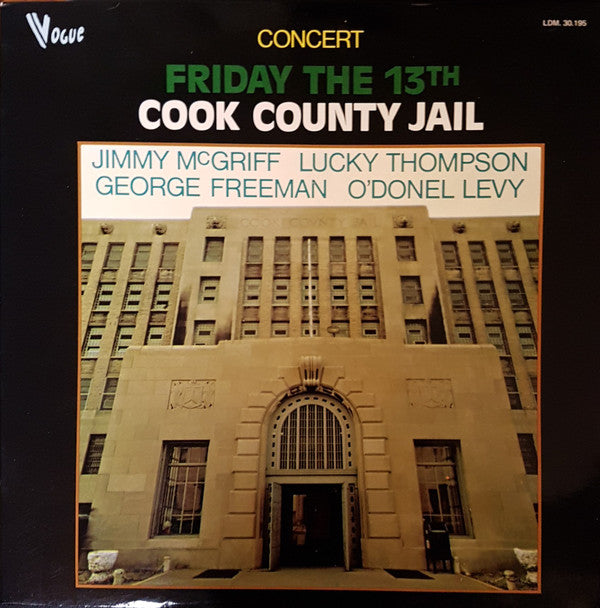 Vogue
LDM. 30.195
CONCERT
FRIDAY THE 13TH
COOK COUNTY JAIL
JIMMY McGRIFF LUCKY THOMPSON
GEORGE FREEMAN O'DONEL LEVY
COOK COUNTY JAIL